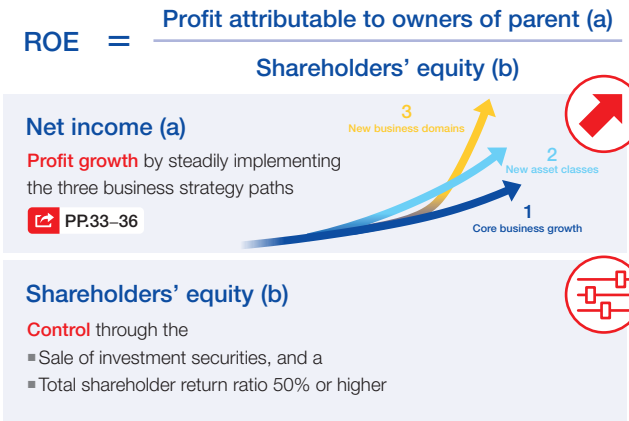 ROE = Profit attributable to owners of parent (a)
Shareholders' equity (b)
Net income (a)
Profit growth by steadily implementing
the three business strategy paths
PP.33–36
3
New business domains
2
New asset classes
1
Core business growth
Shareholders' equity (b)
Control through the
■ Sale of investment securities, and a
■ Total shareholder return ratio 50% or higher